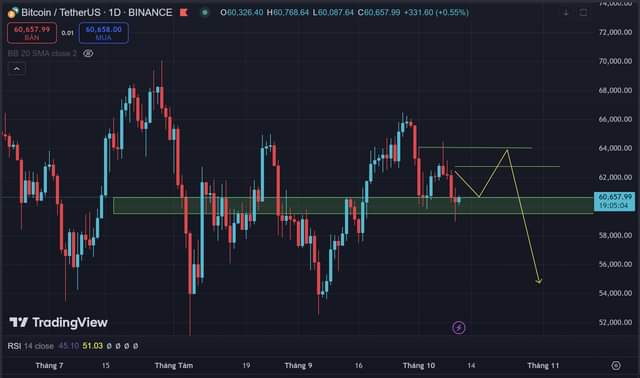 Bitcoin / TetherUS · 1D · BINANCE O60,326.40 H60,768.64 L60,087.64 C60,657.99 +331.60 (+0.55%)
60,657.99 BÁN 0.01 60,658.00 MUA
BB 20 SMA close 2
74,000.00
72,000.00
70,000.00
68,000.00
66,000.00
64,000.00
62,000.00
60,657.99
19:05:04
58,000.00
56,000.00
54,000.00
52,000.00
TradingView
RSI 14 close 45.10 51.03 ∅ ∅ ∅ ∅
Tháng 7 15 Tháng Tám 19 Tháng 9 15 Tháng 10 14 Tháng 11